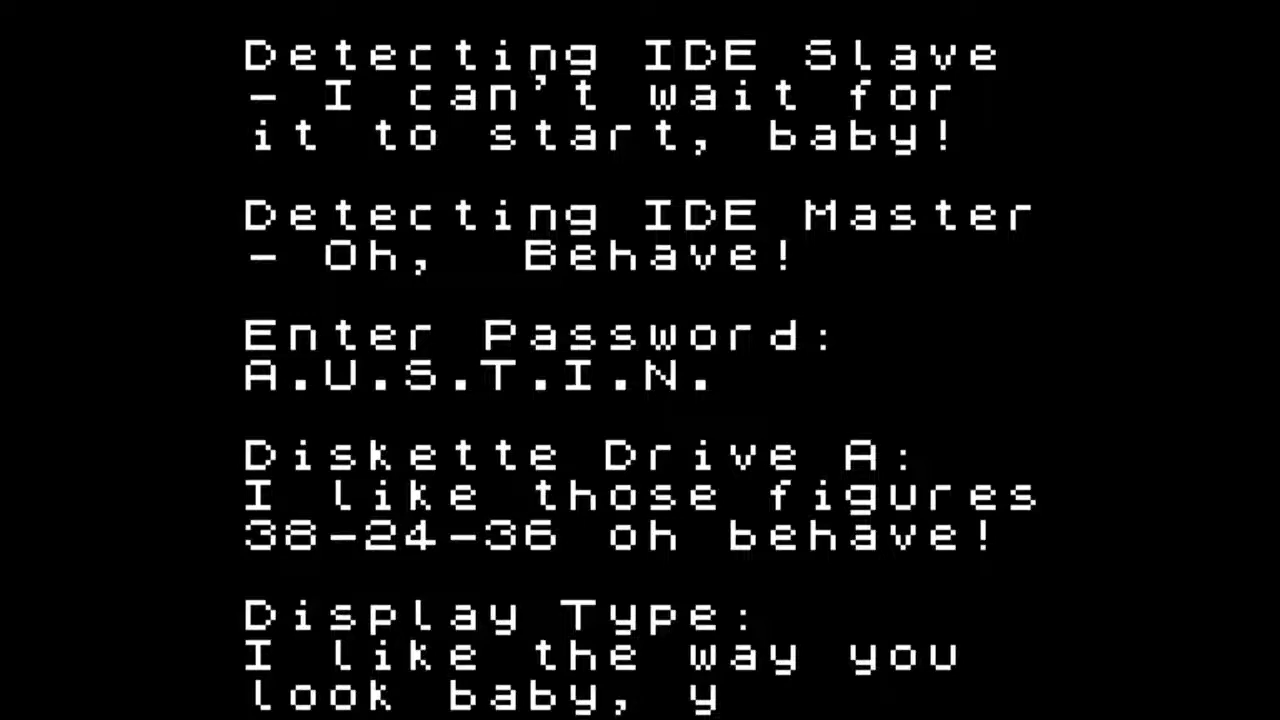 Detecting IDE Slave
- I can't wait for
it to start, baby!
Detecting IDE Master
- Oh, Behave!
Enter Password:
A.U.S.T.I.N.
Diskette Drive A:
I like those figures
38-24-36 oh behave!
Display Type:
I like the way you
look baby, y